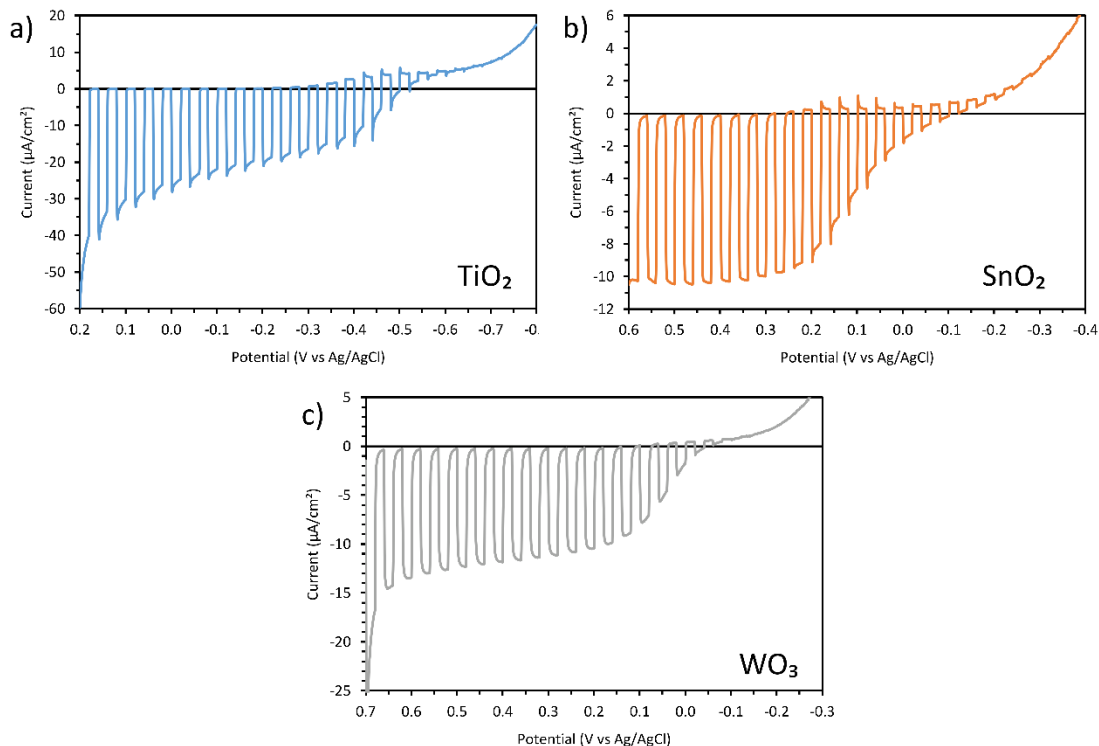 a)
20
10
0
-10
-20
-30
-40
-50
-60
Current (µA/cm²)
0.2 0.1 0.0 -0.1 -0.2 -0.3 -0.4 -0.5 -0.6 -0.7 -0.
Potential (V vs Ag/AgCl)
TiO₂
b)
6
4
2
0
-2
-4
-6
-8
-10
-12
Current (µA/cm²)
0.6 0.5 0.4 0.3 0.2 0.1 0.0 -0.1 -0.2 -0.3 -0.4
Potential (V vs Ag/AgCl)
SnO₂
c)
5
0
-5
-10
-15
-20
-25
Current (µA/cm²)
0.7 0.6 0.5 0.4 0.3 0.2 0.1 0.0 -0.1 -0.2 -0.3
Potential (V vs Ag/AgCl)
WO₃